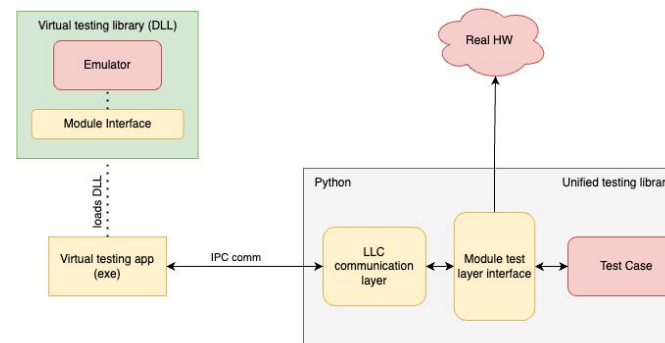 Virtual testing library (DLL)
Emulator
Module Interface
loads DLL
Virtual testing app
(exe)
IPC comm
Real HW
Python
Unified testing librar
LLC
communication
layer
Module test
layer interface
Test Case